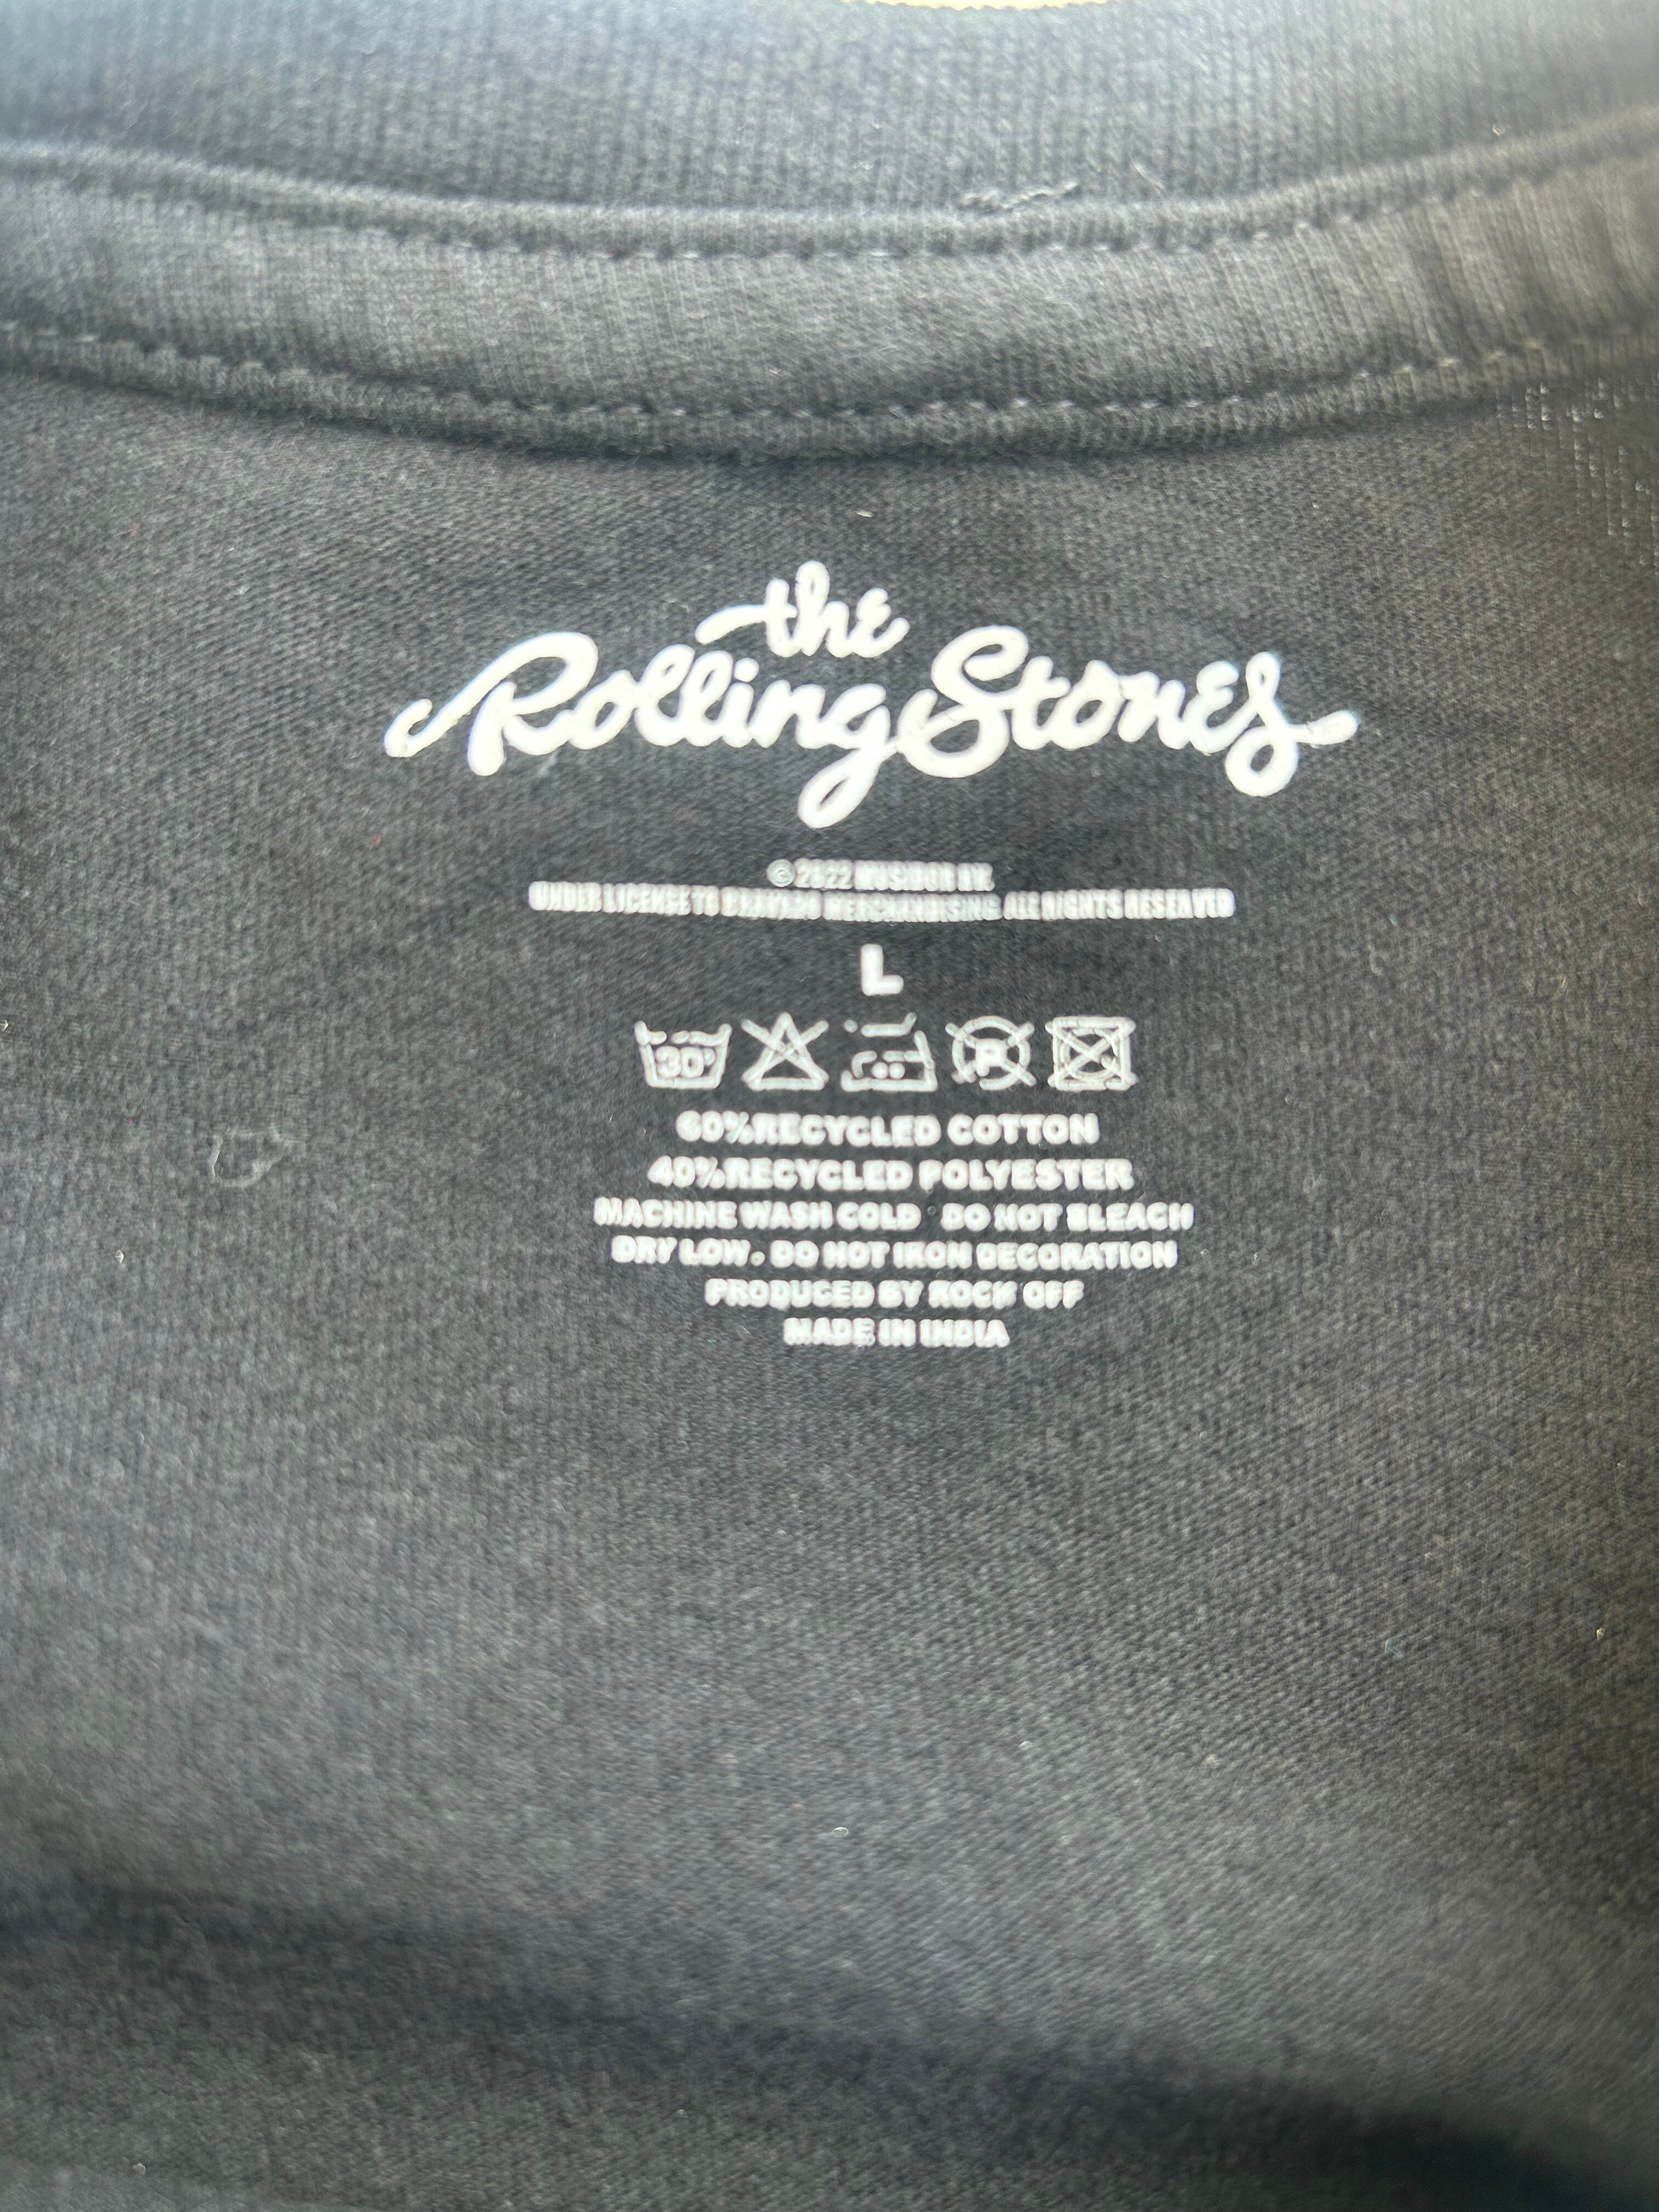 the
Rolling Stones
© 2022 MUSIDOR B.V.
UNDER LICENSE TO BRAVADO MERCHANDISING ALL RIGHTS RESERVED
L
30°
P
60%RECYCLED COTTON
40%RECYCLED POLYESTER
MACHINE WASH COLD · DO NOT BLEACH
DRY LOW . DO NOT IRON DECORATION
PRODUCED BY ROCK OFF
MADE IN INDIA